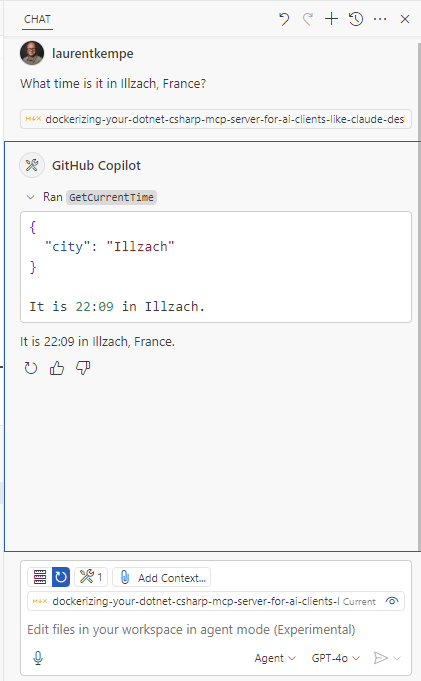 CHAT
laurentkempe
What time is it in Illzach, France?
M+X dockerizing-your-dotnet-csharp-mcp-server-for-ai-clients-like-claude-des
GitHub Copilot
Ran GetCurrentTime
{
"city": "Illzach"
}
It is 22:09 in Illzach.
It is 22:09 in Illzach, France.
1 Add Context...
M+X dockerizing-your-dotnet-csharp-mcp-server-for-ai-clients-l Current
Edit files in your workspace in agent mode (Experimental)
Agent GPT-4o